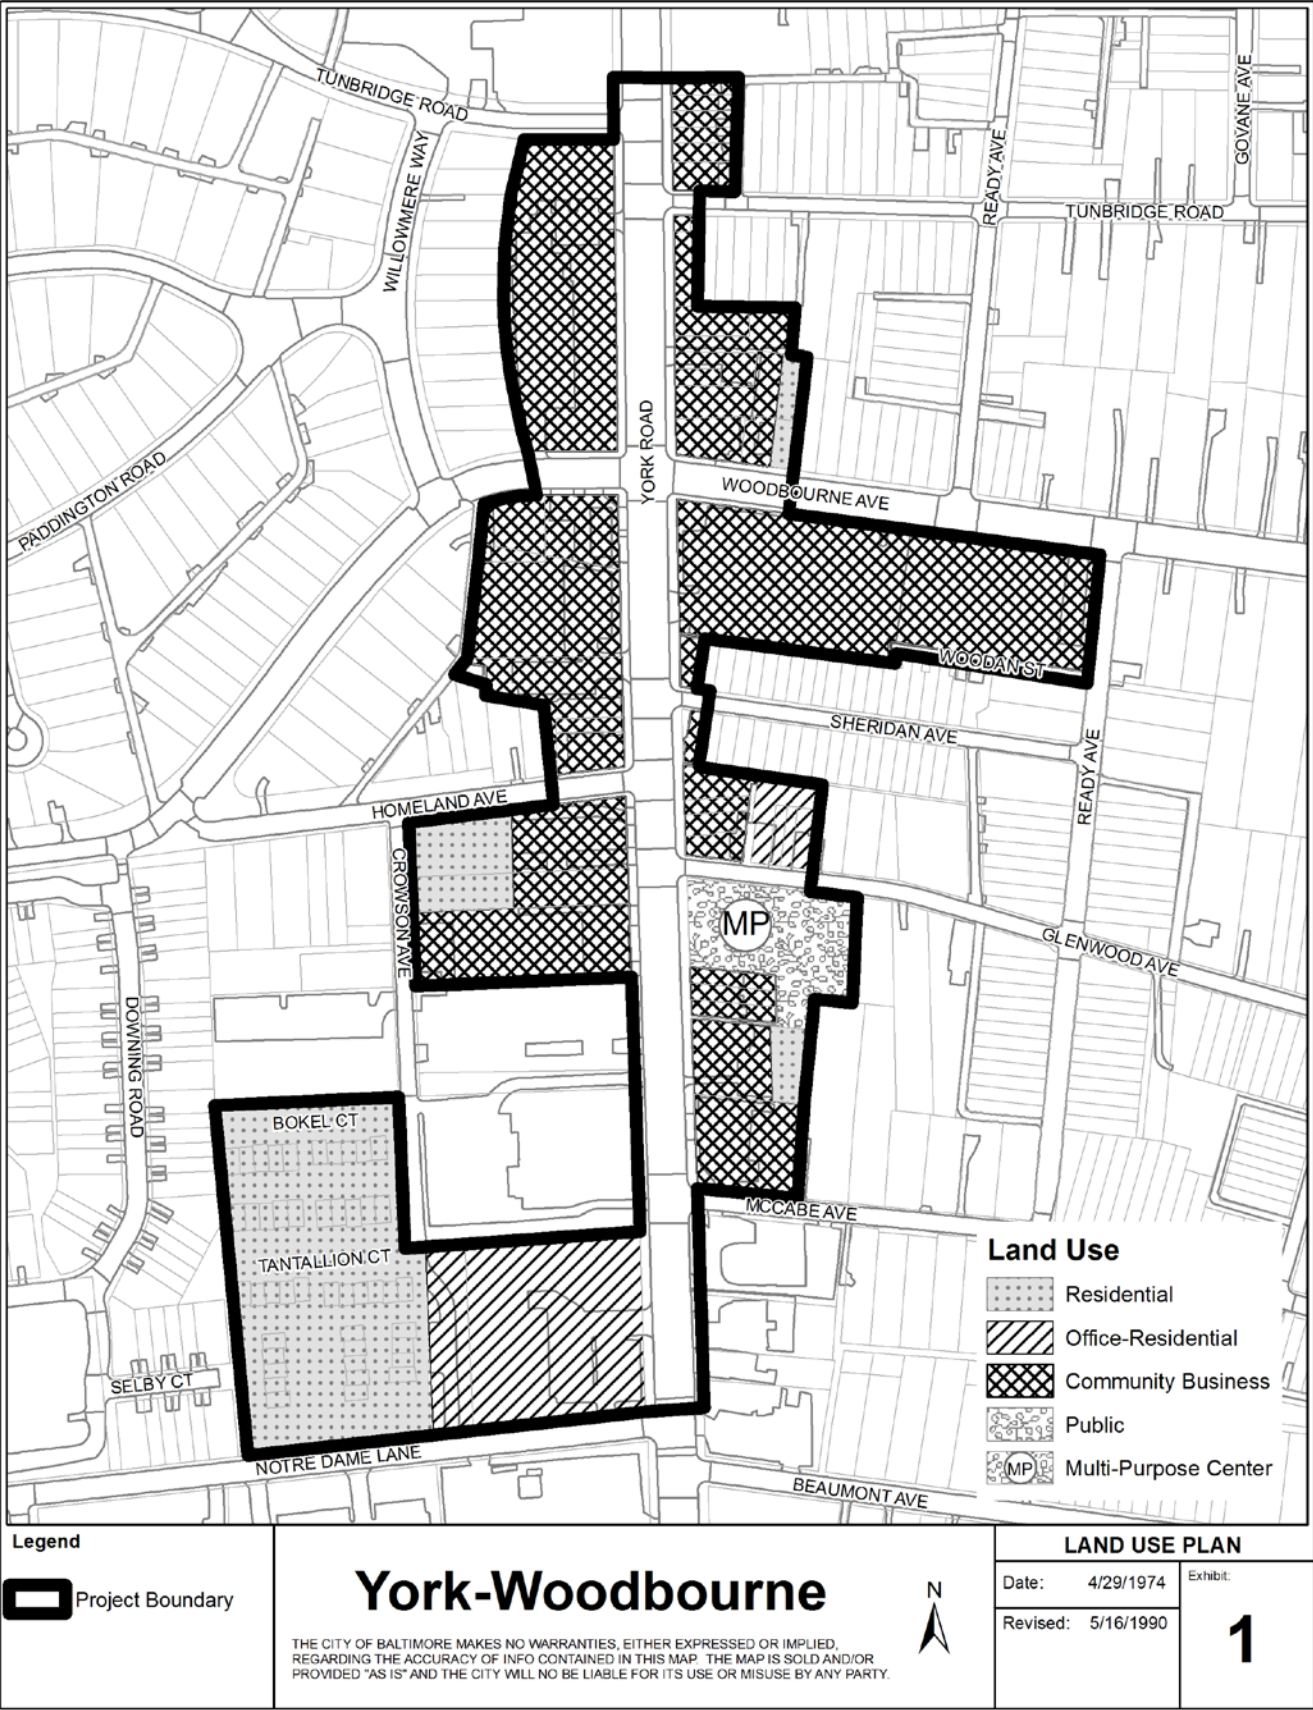 TUNBRIDGE ROAD
GOVANE AVE
WILLOWMERE WAY
READY AVE
TUNBRIDGE ROAD
YORK ROAD
PADDINGTON ROAD
WOODBOURNE AVE
WOODAN ST
SHERIDAN AVE
READY AVE
HOMELAND AVE
CROWSON AVE
MP
GLENWOOD AVE
DOWNING ROAD
BOKEL CT
MCCABE AVE
TANTALLION CT
SELBY CT
NOTRE DAME LANE
BEAUMONT AVE
Land Use
Residential
Office-Residential
Community Business
Public
MP Multi-Purpose Center
Legend
Project Boundary
York-Woodbourne
THE CITY OF BALTIMORE MAKES NO WARRANTIES, EITHER EXPRESSED OR IMPLIED,
REGARDING THE ACCURACY OF INFO CONTAINED IN THIS MAP. THE MAP IS SOLD AND/OR
PROVIDED "AS IS" AND THE CITY WILL NO BE LIABLE FOR ITS USE OR MISUSE BY ANY PARTY.
N
LAND USE PLAN
Date: 4/29/1974
Revised: 5/16/1990
Exhibit:
1